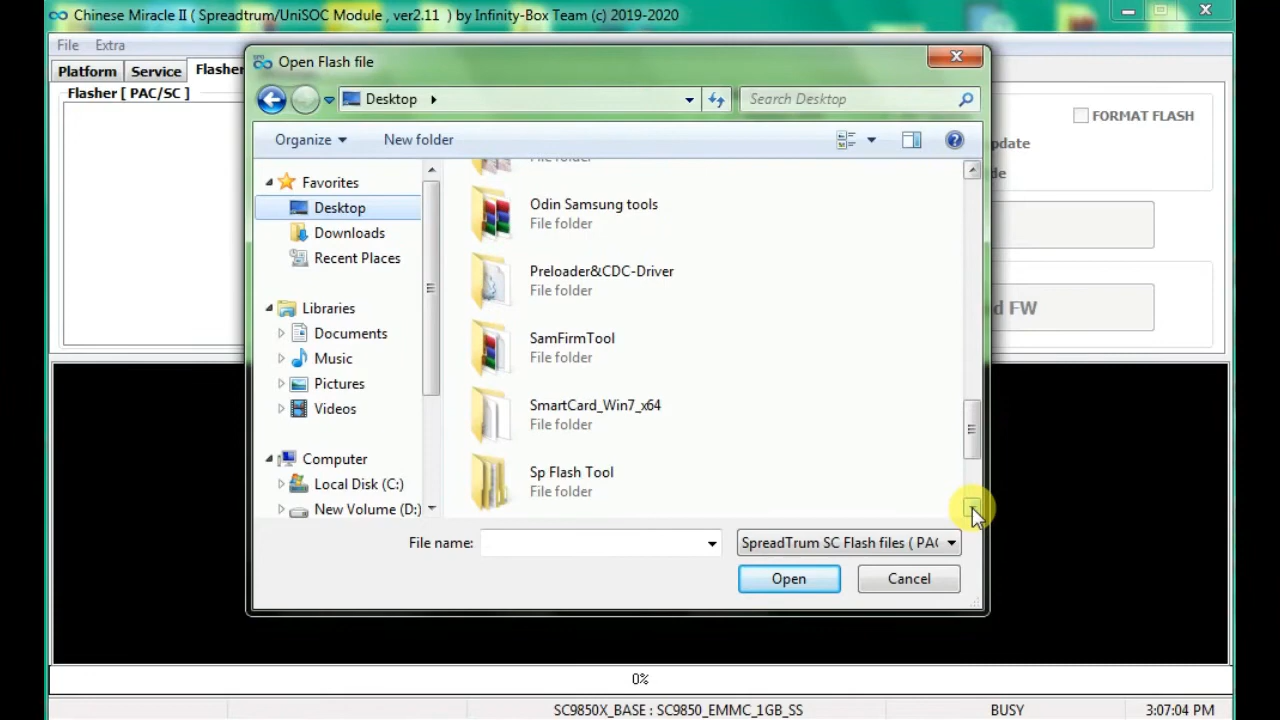 Chinese Miracle II ( Spreadtrum/UniSOC Module , ver2.11 ) by Infinity-Box Team (c) 2019-2020
File Extra
Platform Service Flasher
Flasher [ PAC/SC ]
Open Flash file
Desktop
Search Desktop
Organize New folder
Favorites
Desktop
Downloads
Recent Places
Libraries
Documents
Music
Pictures
Videos
Computer
Local Disk (C:)
New Volume (D:)
File folder
Odin Samsung tools
File folder
Preloader&CDC-Driver
File folder
SamFirmTool
File folder
SmartCard_Win7_x64
File folder
Sp Flash Tool
File folder
File name:
SpreadTrum SC Flash files ( PAC
Open Cancel
FORMAT FLASH
pdate
de
d FW
0%
SC9850X_BASE : SC9850_EMMC_1GB_SS BUSY 3:07:04 PM